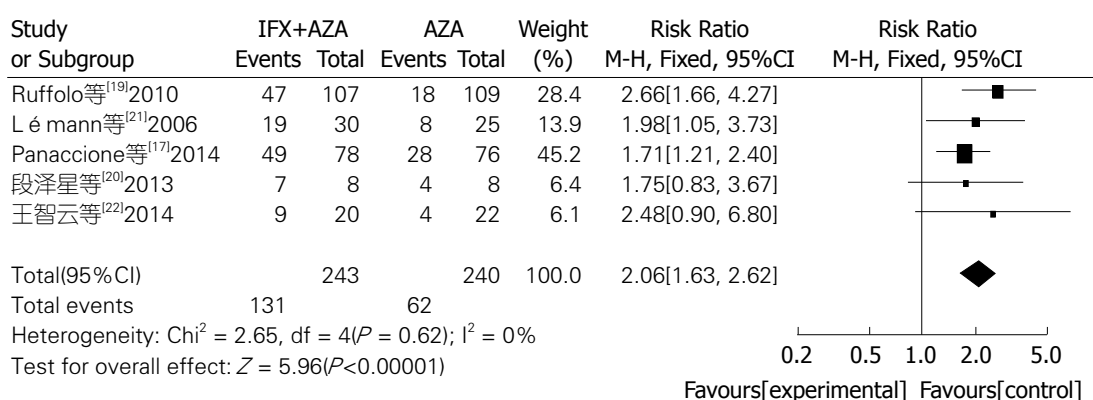 Study IFX+AZA AZA Weight Risk Ratio Risk Ratio
or Subgroup Events Total Events Total (%) M-H, Fixed, 95%CI M-H, Fixed, 95%CI
Ruffolo等[19]2010 47 107 18 109 28.4 2.66[1.66, 4.27]
L é mann等[21]2006 19 30 8 25 13.9 1.98[1.05, 3.73]
Panaccione等[17]2014 49 78 28 76 45.2 1.71[1.21, 2.40]
段泽星等[20]2013 7 8 4 8 6.4 1.75[0.83, 3.67]
王智云等[22]2014 9 20 4 22 6.1 2.48[0.90, 6.80]
Total(95%CI) 243 240 100.0 2.06[1.63, 2.62]
Total events 131 62
Heterogeneity: Chi2 = 2.65, df = 4(P = 0.62); I2 = 0%
Test for overall effect: Z = 5.96(P<0.00001)
0.2 0.5 1.0 2.0 5.0
Favours[experimental] Favours[control]